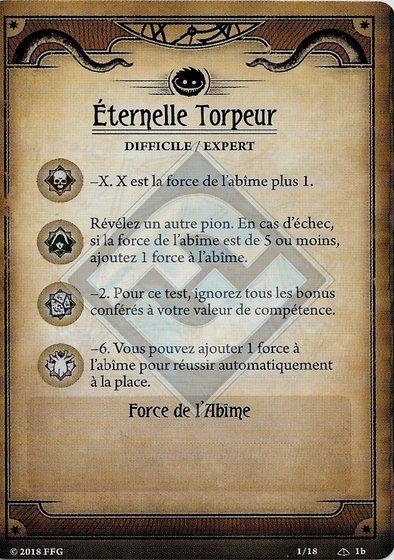 Éternelle Torpeur
DIFFICILE / EXPERT
–X. X est la force de l'abîme plus 1.
Révélez un autre pion. En cas d'échec,
si la force de l'abîme est de 5 ou moins,
ajoutez 1 force à l'abîme.
–2. Pour ce test, ignorez tous les bonus
conférés à votre valeur de compétence.
–6. Vous pouvez ajouter 1 force à
l'abîme pour réussir automatiquement
à la place.
Force de l'Abîme
© 2018 FFG 1/18 1b